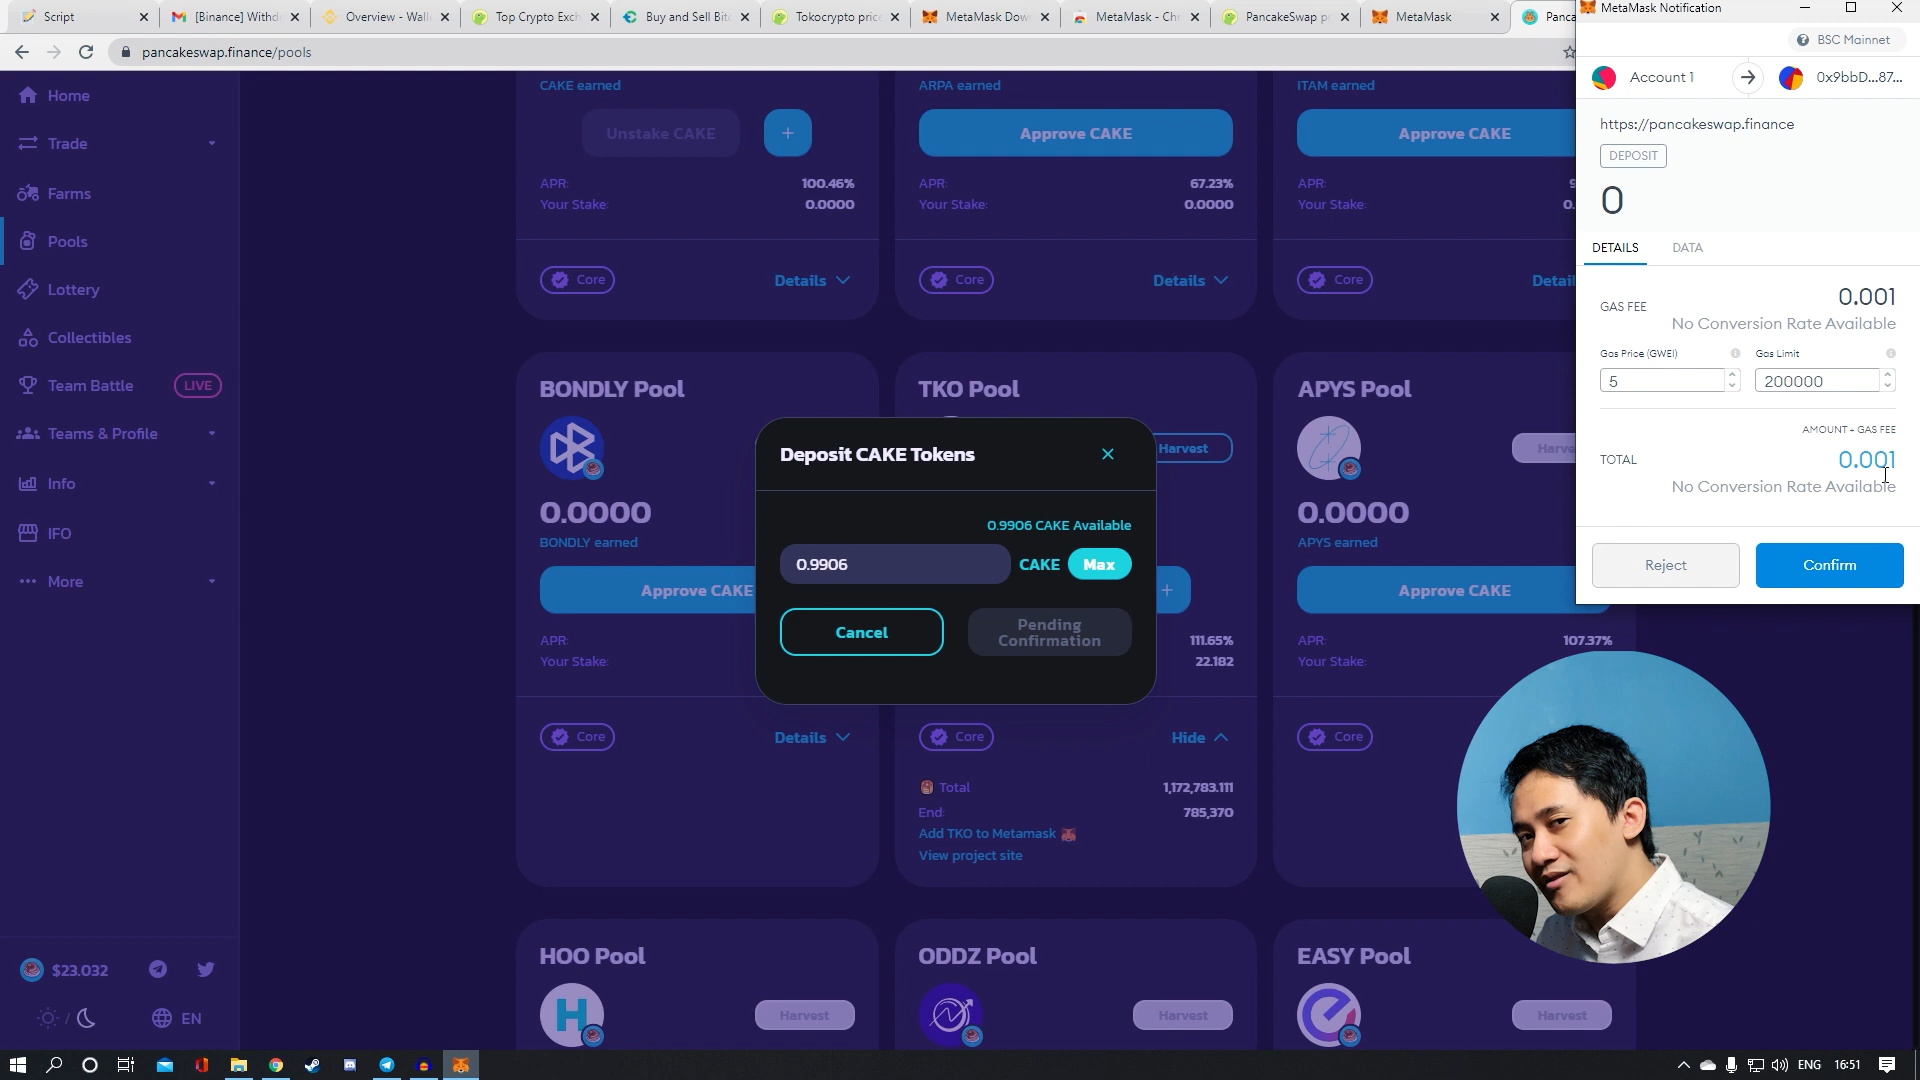 Script
[Binance] Withd
Overview - Wall
Top Crypto Exch
Buy and Sell Bit
Tokocrypto price
MetaMask Dow
MetaMask - Chr
PancakeSwap pr
MetaMask
Panca
MetaMask Notification
pancakeswap.finance/pools
BSC Mainnet
Account 1
0x9bbD...87...
https://pancakeswap.finance
DEPOSIT
0
DETAILS
DATA
GAS FEE
0.001
No Conversion Rate Available
Gas Price (GWEI)
Gas Limit
5
200000
AMOUNT + GAS FEE
TOTAL
0.001
No Conversion Rate Available
Reject
Confirm
Home
Trade
Farms
Pools
Lottery
Collectibles
Team Battle
LIVE
Teams & Profile
Info
IFO
More
$23.032
EN
CAKE earned
Unstake CAKE
+
APR:
100.46%
Your Stake:
0.0000
Core
Details
ARPA earned
Approve CAKE
APR:
67.23%
Your Stake:
0.0000
Core
Details
ITAM earned
Approve CAKE
APR:
9
Your Stake:
0.
Core
Detail
BONDLY Pool
0.0000
BONDLY earned
Approve CAKE
APR:
Your Stake:
Core
Details
TKO Pool
Harvest
+
111.65%
22.182
Core
Hide
Total
1,172,783.111
End:
785,370
Add TKO to Metamask
View project site
APYS Pool
Harve
0.0000
APYS earned
Approve CAKE
APR:
107.37%
Your Stake:
Core
Deposit CAKE Tokens
0.9906 CAKE Available
0.9906
CAKE
Max
Cancel
Pending
Confirmation
HOO Pool
H
Harvest
ODDZ Pool
Harvest
EASY Pool
Harvest
ENG
16:51